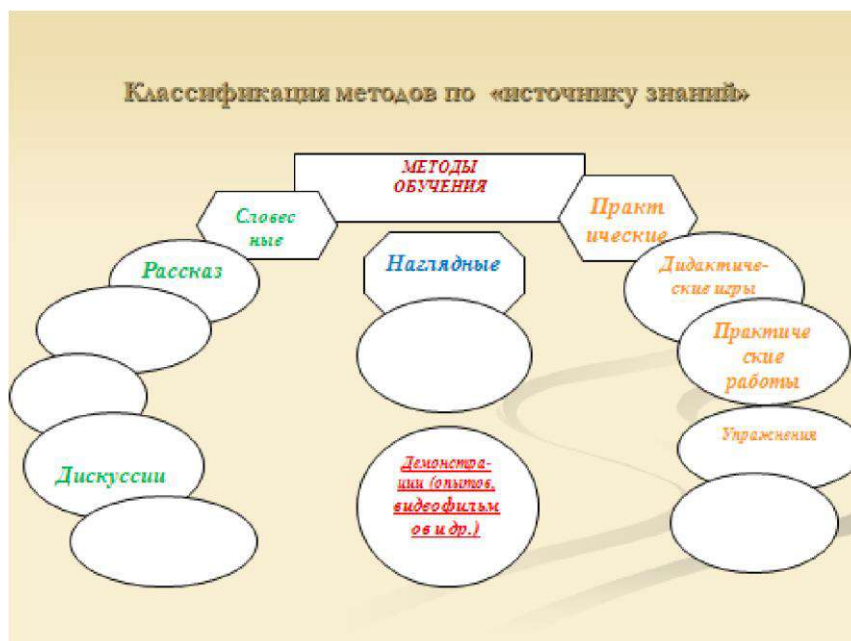 Классификация методов по «источнику знаний»
МЕТОДЫ
ОБУЧЕНИЯ
Словес
ные
Рассказ
Дискуссии
Наглядные
Демонстра-
ции (опытов,
видеофильм
ов и др.)
Практ
ические
Дидактиче-
ские игры
Практиче
ские
работы
Упражнения